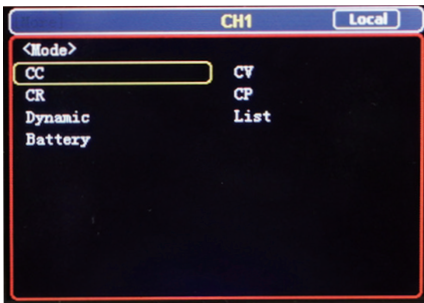 CH1 Local
<Mode>
CC CV
CR CP
Dynamic List
Battery